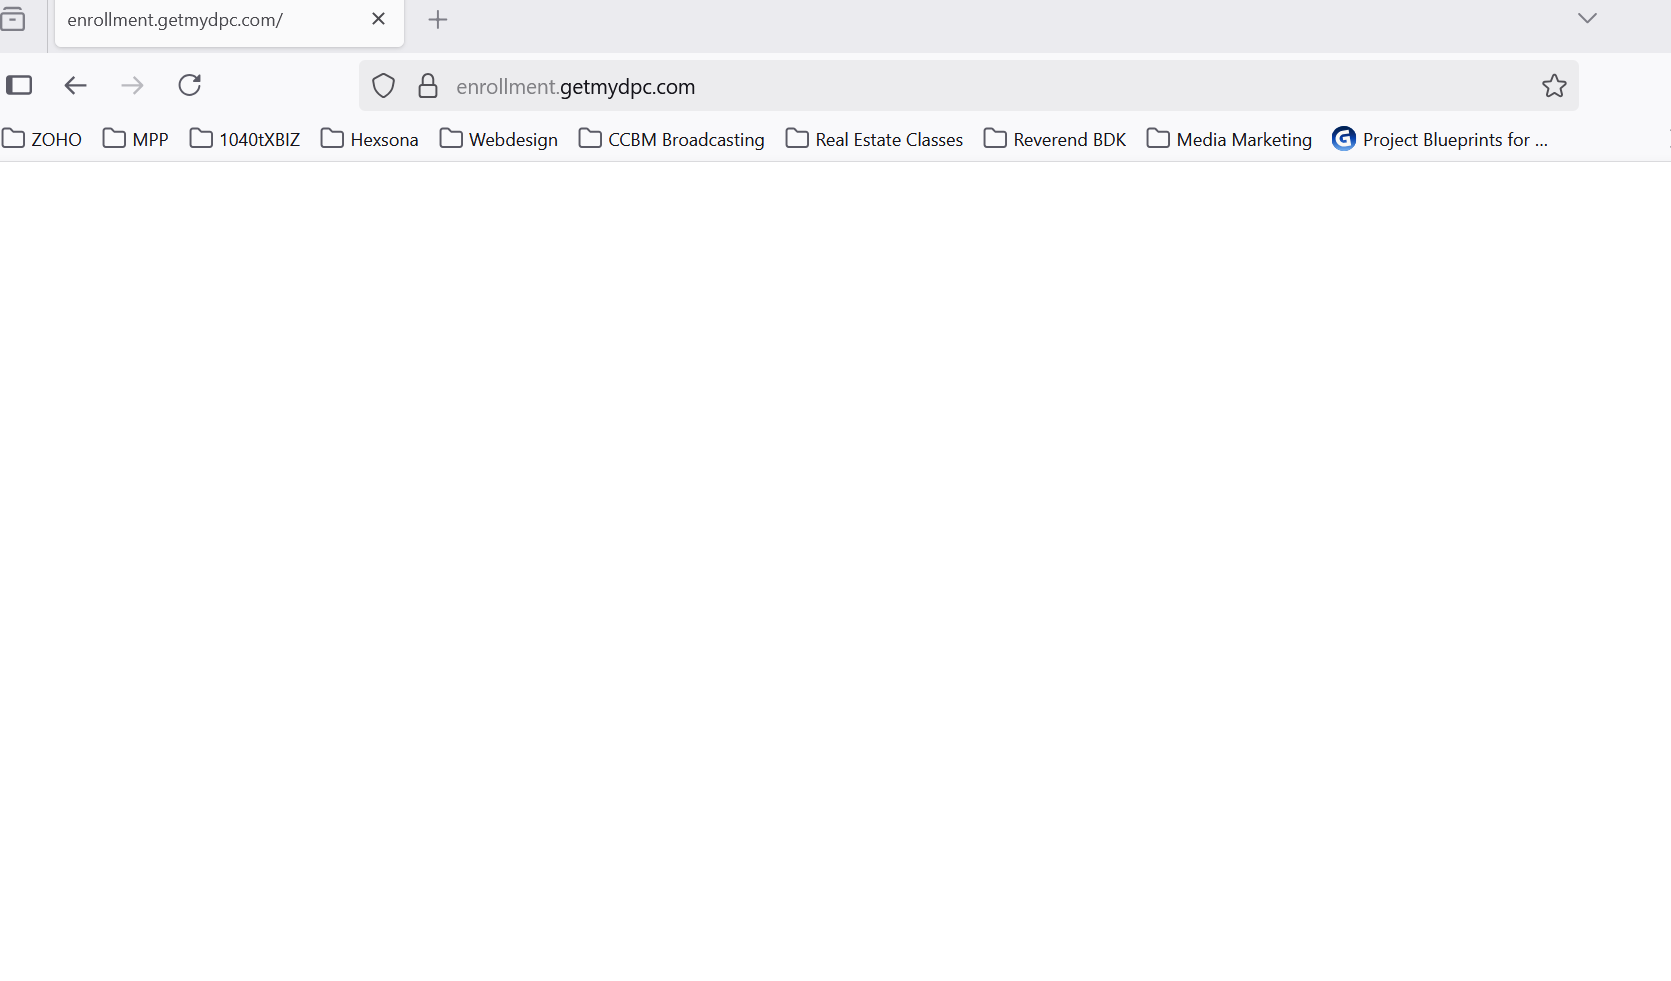 enrollment.getmydpc.com/
enrollment.getmydpc.com
ZOHO MPP 1040tXBIZ Hexsona Webdesign CCBM Broadcasting Real Estate Classes Reverend BDK Media Marketing Project Blueprints for ...